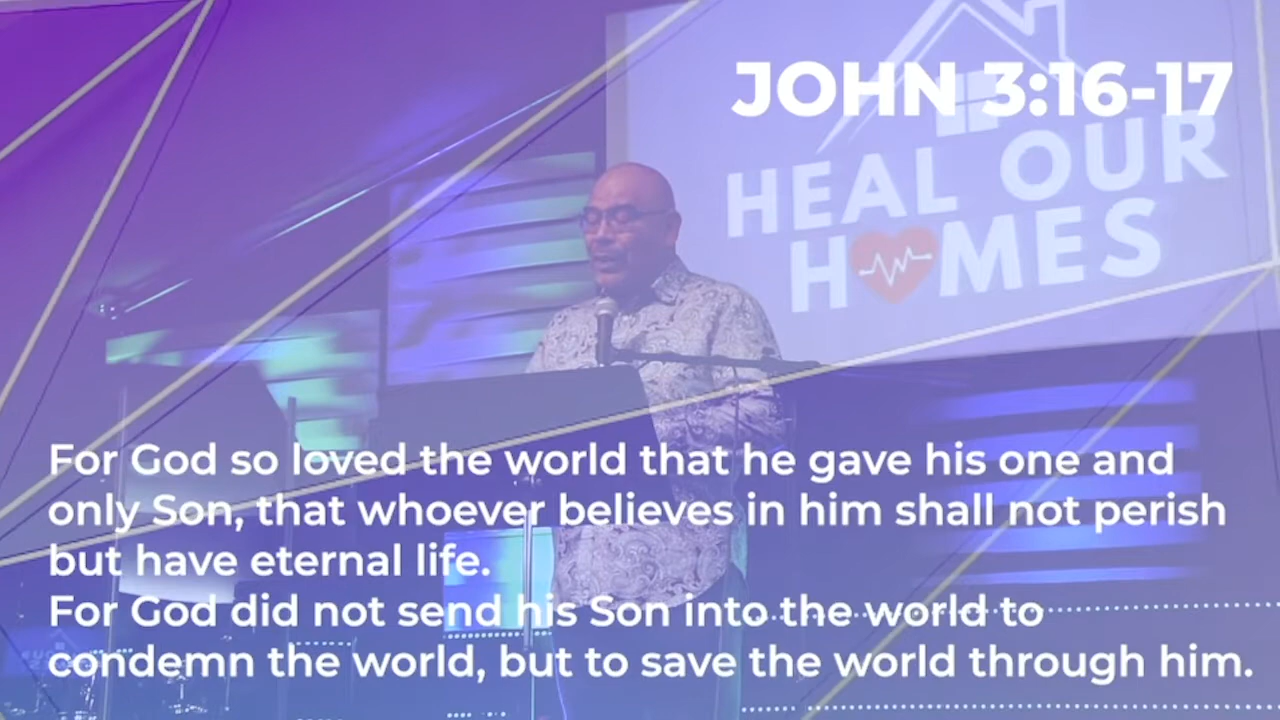 JOHN 3:16-17
HEAL OUR
HOMES
For God so loved the world that he gave his one and
only Son, that whoever believes in him shall not perish
but have eternal life.
For God did not send his Son into the world to
condemn the world, but to save the world through him.